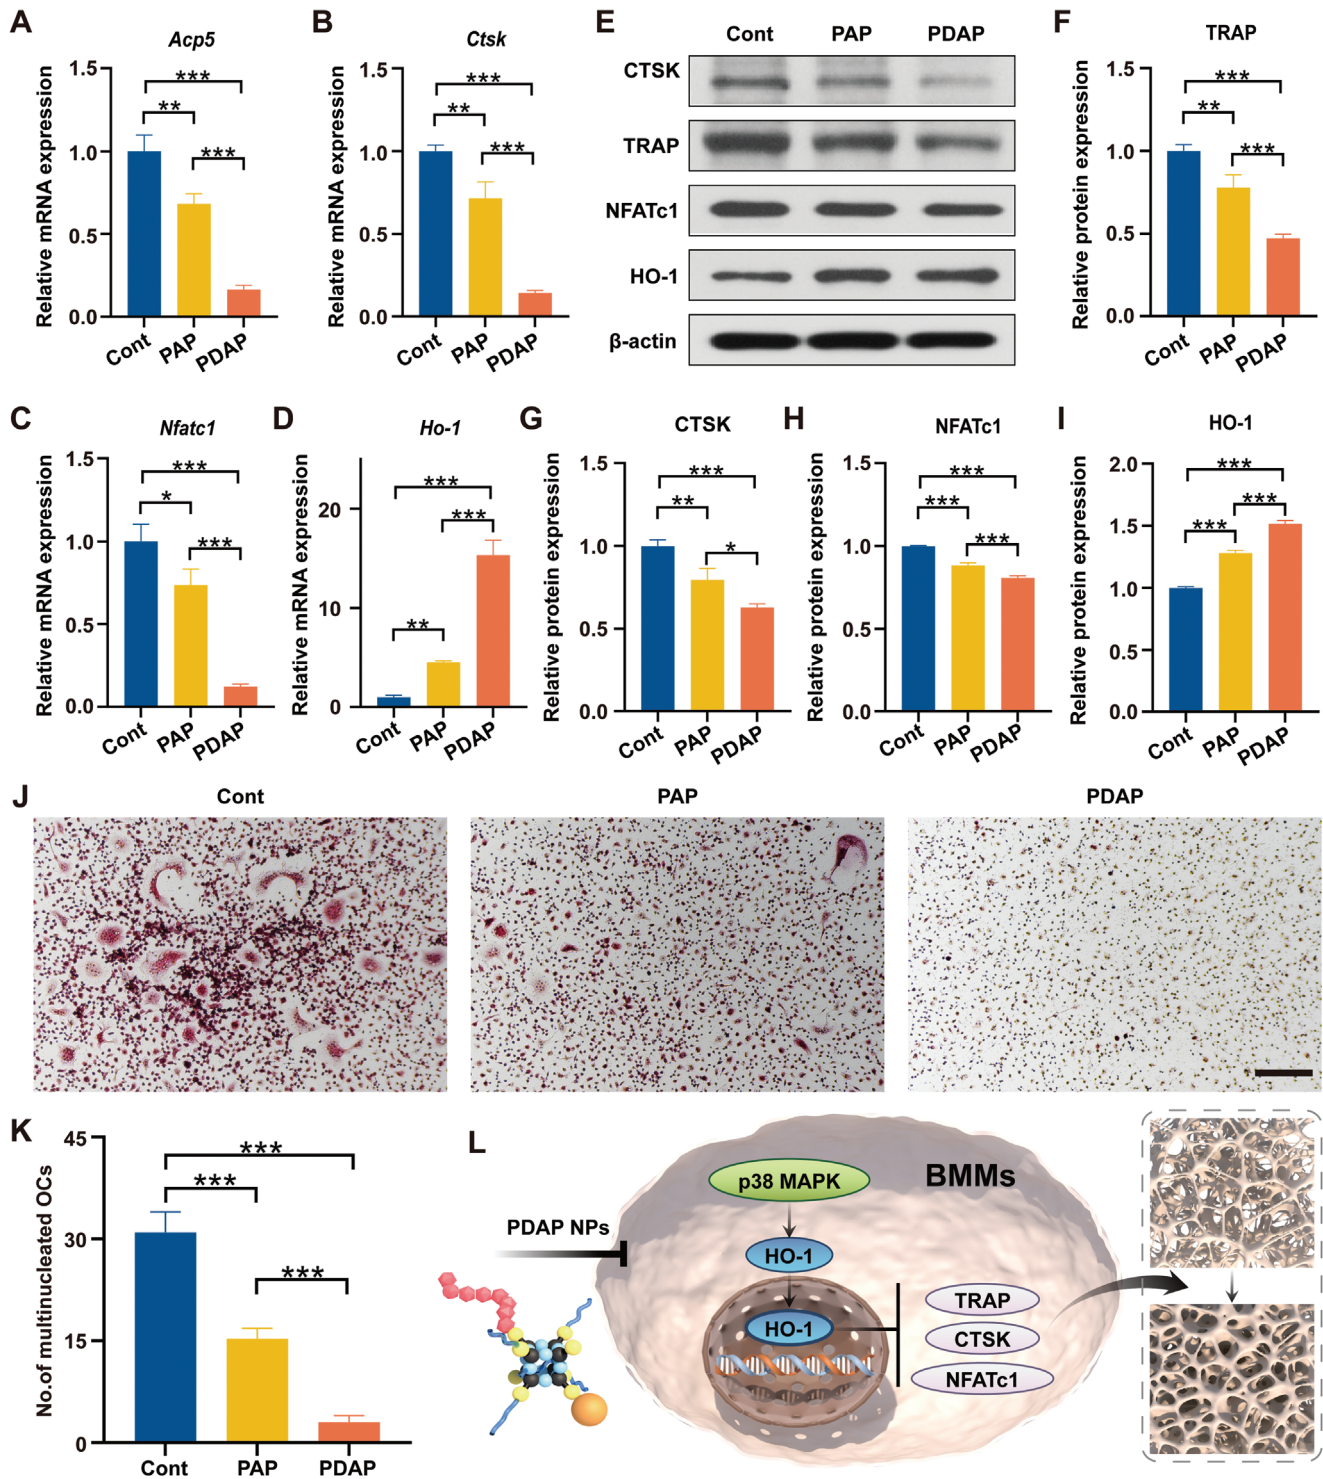 A
Acp5
Relative mRNA expression
1.5
1.0
0.5
0.0
***
**
***
Cont
PAP
PDAP
B
Ctsk
Relative mRNA expression
1.5
1.0
0.5
0.0
***
**
***
Cont
PAP
PDAP
E
Cont PAP PDAP
CTSK
TRAP
NFATc1
HO-1
β-actin
F
TRAP
Relative protein expression
1.5
1.0
0.5
0.0
***
**
***
Cont
PAP
PDAP
C
Nfatc1
Relative mRNA expression
1.5
1.0
0.5
0.0
***
*
***
Cont
PAP
PDAP
D
Ho-1
Relative mRNA expression
20
10
0
***
***
**
Cont
PAP
PDAP
G
CTSK
Relative protein expression
1.5
1.0
0.5
0.0
***
**
*
Cont
PAP
PDAP
H
NFATc1
Relative protein expression
1.5
1.0
0.5
0.0
***
***
***
Cont
PAP
PDAP
I
HO-1
Relative protein expression
2.0
1.5
1.0
0.5
0.0
***
***
***
Cont
PAP
PDAP
J
Cont PAP PDAP
K
No.of multinucleated OCs
45
30
15
0
***
***
***
Cont
PAP
PDAP
L
PDAP NPs
p38 MAPK
BMMs
HO-1
HO-1
TRAP
CTSK
NFATc1